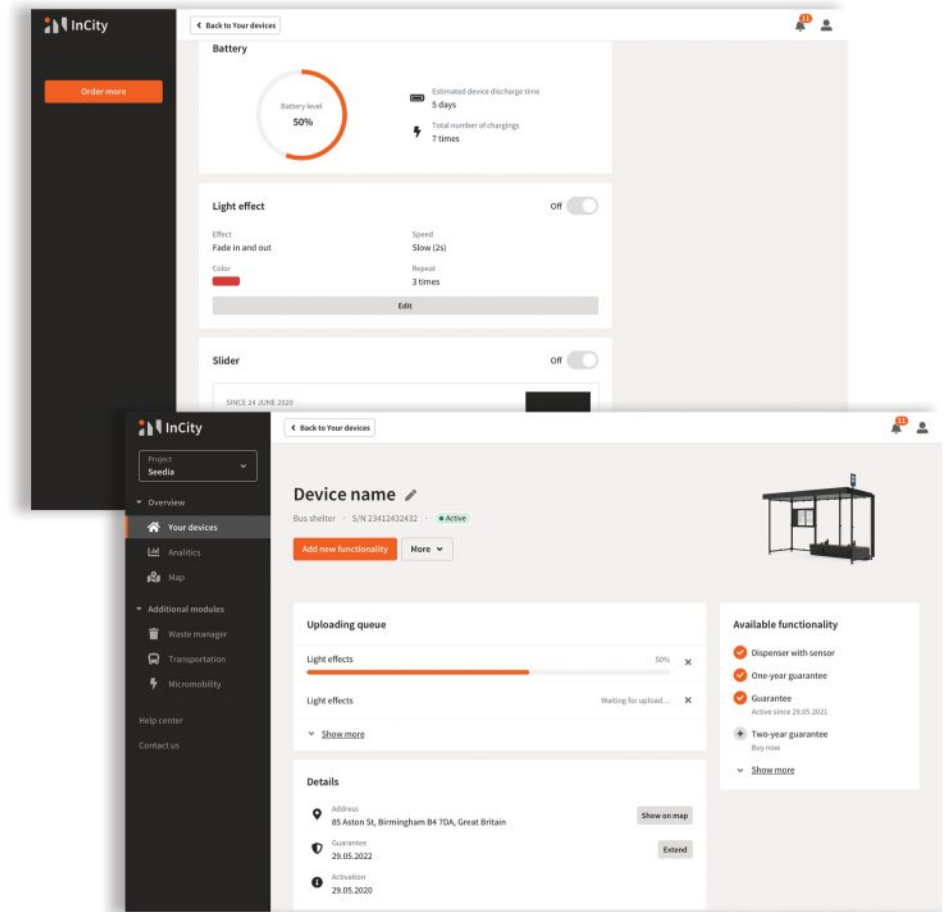 InCity
Back to Your devices
11
Order more
Battery
Battery level
50%
Estimated device discharge time
5 days
Total number of chargings
7 times
Light effect
Off
Effect
Fade in and out
Speed
Slow (2s)
Color
Repeat
3 times
Edit
Slider
Off
SINCE 24 JUNE 2020
InCity
Back to Your devices
11
Project
Seedia
Overview
Your devices
Analitics
Map
Additional modules
Waste manager
Transportation
Micromobility
Help center
Contact us
Device name
Bus shelter - S/N 23412432432 - Active
Add new functionality
More
Uploading queue
Light effects
50%
Light effects
Waiting for upload...
Show more
Details
Address
85 Aston St, Birmingham B4 7DA, Great Britain
Show on map
Guarantee
29.05.2022
Extend
Activation
29.05.2020
Available functionality
Dispenser with sensor
One-year guarantee
Guarantee
Active since 29.05.2021
Two-year guarantee
Buy now
Show more